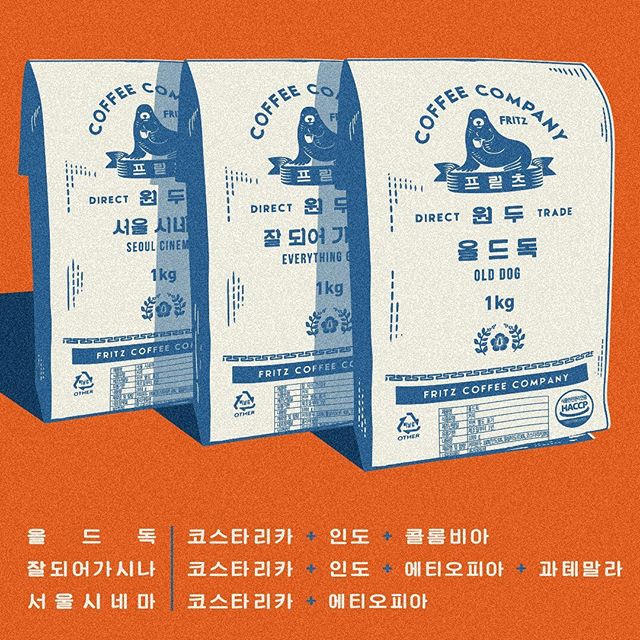 COFFEE COMPA
프릳
DIRECT 원 두
서울 시네
SEOUL CINEM
1kg
FRITZ COFFEE CO
OTHER
COFFEE COMP
FRITZ
프릳츠
DIRECT 원 두
잘 되어 가
EVERYTHING G
1kg
FRITZ COFFEE COM
OTHER
COFFEE COMPANY
FRITZ
프릳츠
DIRECT 원 두 TRADE
올드독
OLD DOG
1kg
FRITZ COFFEE COMPANY
OTHER
HACCP
올드독 코스타리카 + 인도 + 콜롬비아
잘되어가시나 코스타리카 + 인도 + 에티오피아 + 과테말라
서울시네마 코스타리카 + 에티오피아